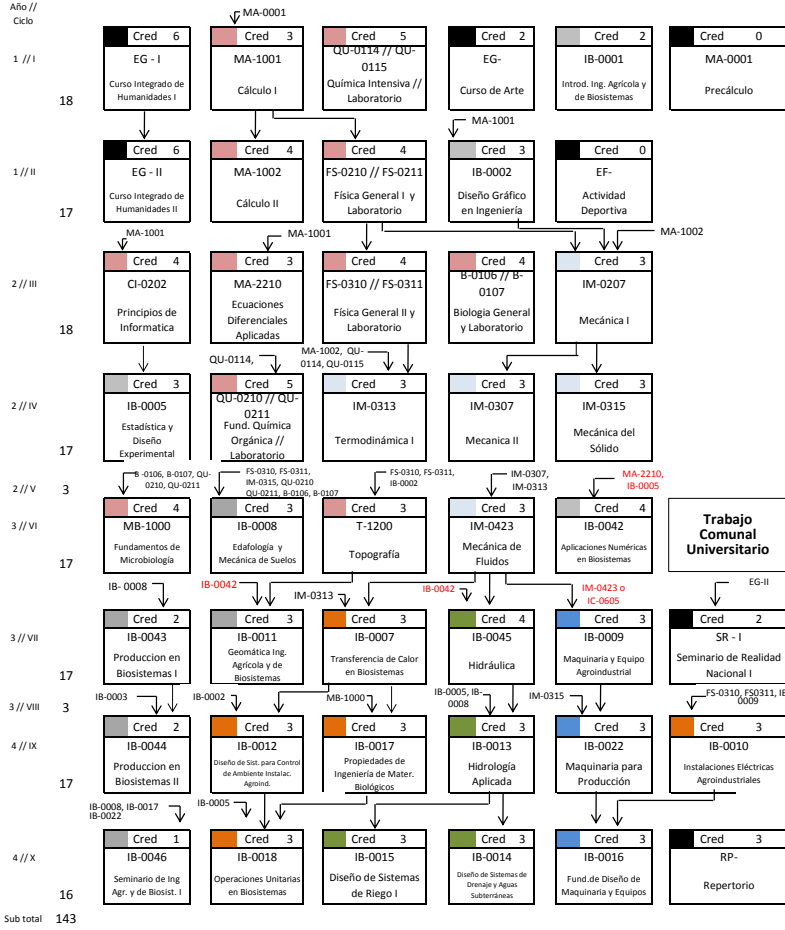 Año //
Ciclo
MA-0001
Cred 6
Cred 3
Cred 5
Cred 2
Cred 2
Cred 0
1 // I
EG - I
MA-1001
QU-0114 // QU-
0115
EG-
IB-0001
MA-0001
Curso Integrado de
Humanidades I
Cálculo I
Química Intensiva //
Laboratorio
Curso de Arte
Introd. Ing. Agrícola y
de Biosistemas
Precálculo
18
MA-1001
Cred 6
Cred 4
Cred 4
Cred 3
Cred 0
1 // II
EG - II
MA-1002
FS-0210 // FS-0211
IB-0002
EF-
Curso Integrado de
Humanidades II
Cálculo II
Física General I y
Laboratorio
Diseño Gráfico
en Ingeniería
Actividad
Deportiva
17
MA-1001
MA-1001
MA-1002
Cred 4
Cred 3
Cred 4
Cred 4
Cred 3
2 // III
CI-0202
MA-2210
FS-0310 // FS-0311
B-0106 // B-
0107
IM-0207
Principios de
Informatica
Ecuaciones
Diferenciales
Aplicadas
Física General II y
Laboratorio
Biologia General
y Laboratorio
Mecánica I
18
QU-0114,
MA-1002, QU-
0114, QU-0115
Cred 3
Cred 5
Cred 3
Cred 3
Cred 3
2 // IV
IB-0005
QU-0210 // QU-
0211
IM-0313
IM-0307
IM-0315
Estadística y
Diseño
Experimental
Fund. Química
Orgánica //
Laboratorio
Termodinámica I
Mecanica II
Mecánica del
Sólido
17
2 // V 3
B -0106, B-0107, QU-
0210, QU-0211
FS-0310, FS-0311,
IM-0315, QU-0210
QU-0211, B-0106, B-0107
FS-0310, FS-0311,
IB-0002
IM-0307,
IM-0313
MA-2210,
IB-0005
Cred 4
Cred 3
Cred 3
Cred 3
Cred 4
3 // VI
MB-1000
IB-0008
T-1200
IM-0423
IB-0042
Fundamentos de
Microbiología
Edafología y
Mecánica de Suelos
Topografía
Mecánica de
Fluidos
Aplicaciones Numéricas
en Biosistemas
Trabajo
Comunal
Universitario
17
IB- 0008
IB-0042
IM-0313
IB-0042
IM-0423 o
IC-0605
EG-II
Cred 2
Cred 3
Cred 3
Cred 4
Cred 3
Cred 2
3 // VII
IB-0043
IB-0011
IB-0007
IB-0045
IB-0009
SR - I
Produccion en
Biosistemas I
Geomática Ing.
Agrícola y de
Biosistemas
Transferencia de Calor
en Biosistemas
Hidráulica
Maquinaria y Equipo
Agroindustrial
Seminario de Realidad
Nacional I
17
3 // VIII 3
IB-0003
IB-0002
MB-1000
IB-0005, IB-
0008
IM-0315
FS-0310, FS0311, IB
0009
Cred 2
Cred 3
Cred 3
Cred 3
Cred 3
Cred 3
4 // IX
IB-0044
IB-0012
IB-0017
IB-0013
IB-0022
IB-0010
Produccion en
Biosistemas II
Diseño de Sist. para Control
de Ambiente Instalac.
Agroind.
Propiedades de
Ingeniería de Mater.
Biológicos
Hidrología
Aplicada
Maquinaria para
Producción
Instalaciones Eléctricas
Agroindustriales
17
IB-0008, IB-0017
IB-0022
IB-0005
Cred 1
Cred 3
Cred 3
Cred 3
Cred 3
Cred 3
4 // X
IB-0046
IB-0018
IB-0015
IB-0014
IB-0016
RP-
Seminario de Ing
Agr. y de Biosist. I
Operaciones Unitarias
en Biosistemas
Diseño de Sistemas
de Riego I
Diseño de Sistemas de
Drenaje y Aguas
Subterráneas
Fund.de Diseño de
Maquinaria y Equipos
Repertorio
16
Sub total 143